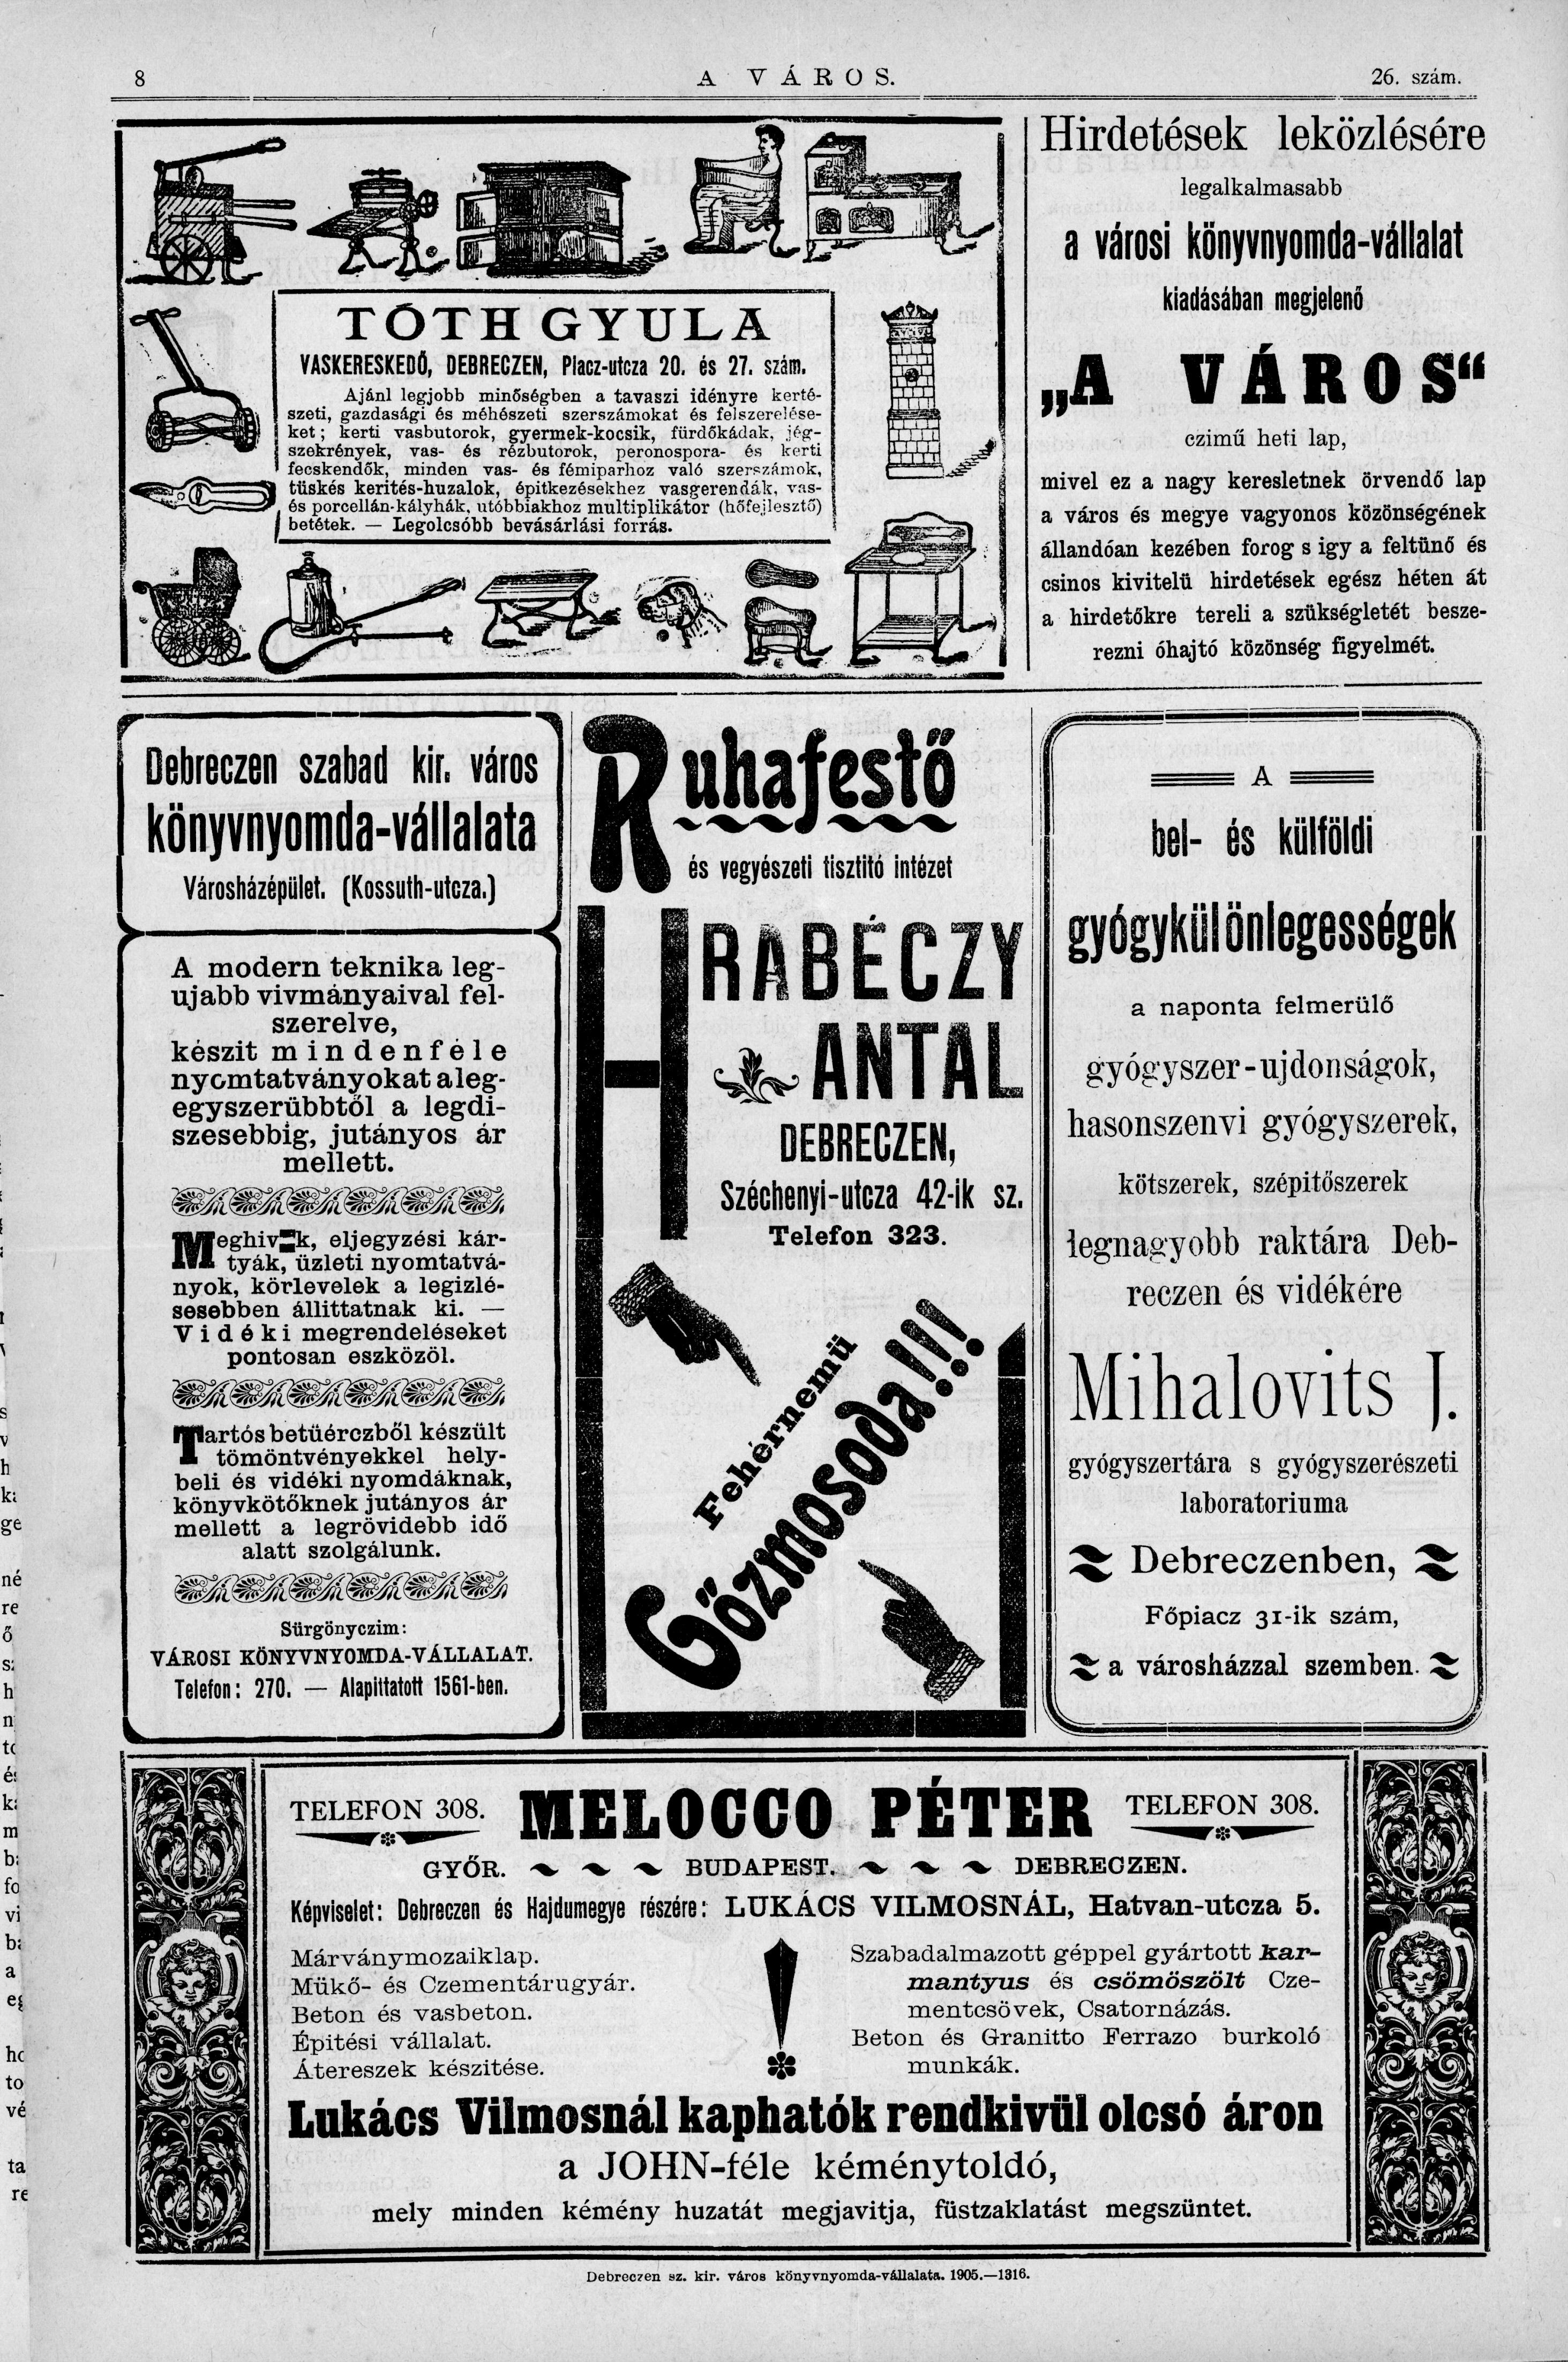 8
A VÁROS.
26. szám.
TÓTH GYULA
VASKERESKEDŐ, DEBRECZEN, Placz-utcza 20. és 27. szám.
Ajánl legjobb minőségben a tavaszi idényre kerté-
szeti, gazdasági és méhészeti szerszámokat és felszerelése-
ket; kerti vasbutorok, gyermek-kocsik, fürdőkádak, jég-
szekrények, vas- és rézbutorok, peronospora- és kerti
fecskendők, minden vas- és fémiparhoz való szerszámok,
tüskés kerités-huzalok, épitkezésekhez vasgerendák, vas-
és porcellán-kályhák, utóbbiakhoz multiplikátor (hőfejlesztő)
betétek. — Legolcsóbb bevásárlási forrás.
Hirdetések leközlésére
legalkalmasabb
a városi könyvnyomda-vállalat
kiadásában megjelenő
„A VÁROS“
czimű heti lap,
mivel ez a nagy keresletnek örvendő lap
a város és megye vagyonos közönségének
állandóan kezében forog s igy a feltünő és
csinos kivitelü hirdetések egész héten át
a hirdetőkre tereli a szükségletét besze-
rezni óhajtó közönség figyelmét.
Debreczen szabad kir. város
könyvnyomda-vállalata
Városházépület. (Kossuth-utcza.)
A modern teknika leg-
ujabb vivmányaival fel-
szerelve,
készit mindenféle
nyomtatványokat a leg-
egyszerübbtől a legdi-
szesebbig, jutányos ár
mellett.
Meghiv k, eljegyzési kár-
tyák, üzleti nyomtatvá-
nyok, körlevelek a legizlé-
sesebben állittatnak ki. —
Vidéki megrendeléseket
pontosan eszközöl.
Tartós betüérczből készült
tömöntvényekkel hely-
beli és vidéki nyomdáknak,
könyvkötőknek jutányos ár
mellett a legrövidebb idő
alatt szolgálunk.
Sürgönyczim:
VÁROSI KÖNYVNYOMDA-VÁLLALAT.
Telefon: 270. — Alapittatott 1561-ben.
Ruhafestő
és vegyészeti tisztitó intézet
HRABÉCZY
ANTAL
DEBRECZEN,
Széchenyi-utcza 42-ik sz.
Telefon 323.
Fehérnemü
Gőzmosoda!!!
A
bel- és külföldi
gyógykülönlegességek
a naponta felmerülő
gyógyszer-ujdonságok,
hasonszenvi gyógyszerek,
kötszerek, szépitőszerek
legnagyobb raktára Deb-
reczen és vidékére
Mihalovits J.
gyógyszertára s gyógyszerészeti
laboratoriuma
Debreczenben,
Főpiacz 31-ik szám,
a városházzal szemben.
TELEFON 308.
MELOCCO PÉTER
TELEFON 308.
GYŐR. BUDAPEST. DEBRECZEN.
Képviselet: Debreczen és Hajdumegye részére: LUKÁCS VILMOSNÁL, Hatvan-utcza 5.
Márványmozaiklap.
Mükő- és Czementárugyár.
Beton és vasbeton.
Épitési vállalat.
Átereszek készitése.
Szabadalmazott géppel gyártott kar-
mantyus és csömöszölt Cze-
mentcsövek, Csatornázás.
Beton és Granitto Ferrazo burkoló
munkák.
Lukács Vilmosnál kaphatók rendkivül olcsó áron
a JOHN-féle kéménytoldó,
mely minden kémény huzatát megjavitja, füstzaklatást megszüntet.
Debreczen sz. kir. város könyvnyomda-vállalata. 1905.—1316.